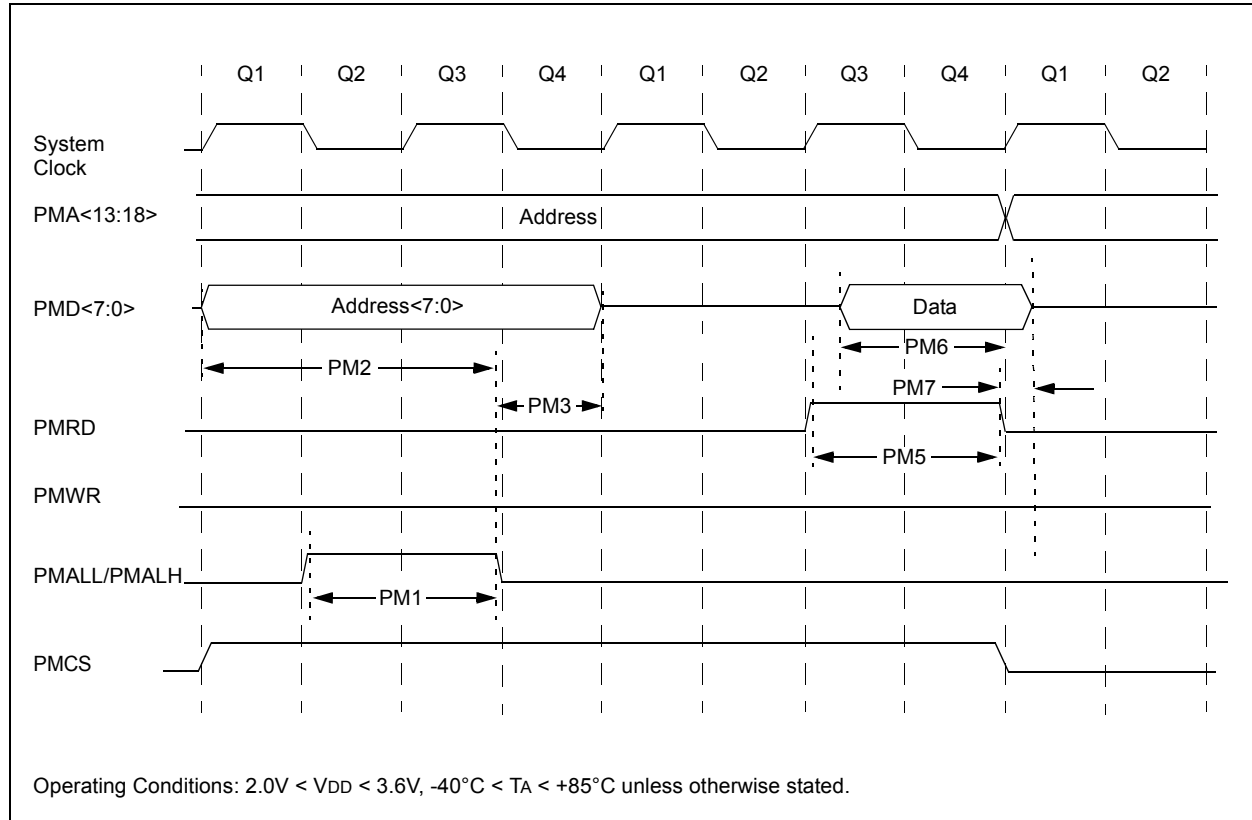 Q1 Q2 Q3 Q4 Q1 Q2 Q3 Q4 Q1 Q2
System
Clock
PMA<13:18>
Address
PMD<7:0>
Address<7:0>
Data
PM6
PM2
PM7
PM3
PMRD
PM5
PMWR
PMALL/PMALH
PM1
PMCS
Operating Conditions: 2.0V < VDD < 3.6V, -40°C < TA < +85°C unless otherwise stated.